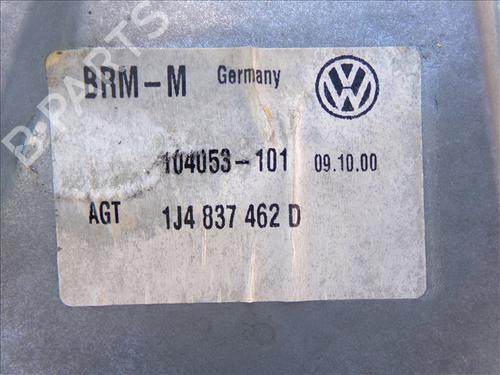 B-PARTS
BRM-M Germany
104053-101 09.10.00
AGT 1J4 837 462 D